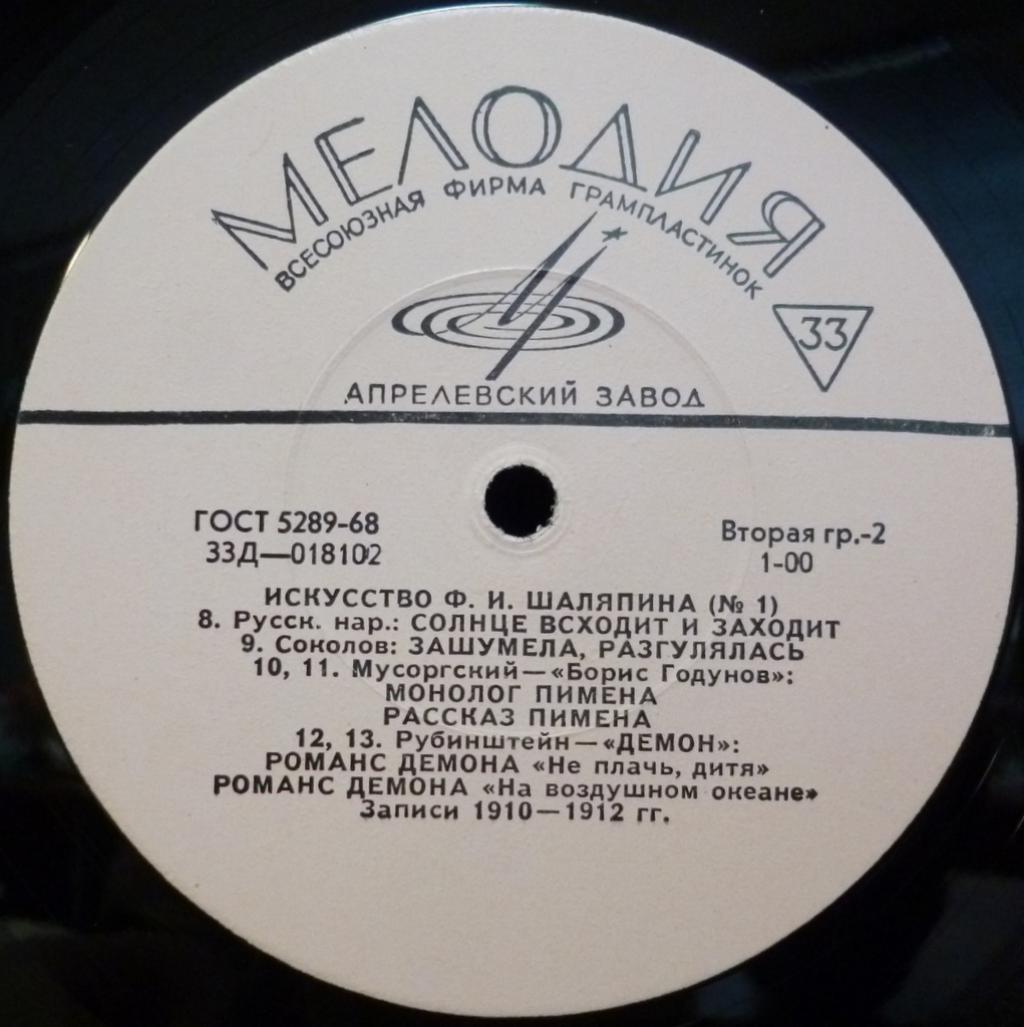 МЕЛОДИЯ
ВСЕСОЮЗНАЯ ФИРМА ГРАМПЛАСТИНОК
33
АПРЕЛЕВСКИЙ ЗАВОД
ГОСТ 5289-68
33Д—018102
Вторая гр.-2
1-00
ИСКУССТВО Ф. И. ШАЛЯПИНА (№ 1)
8. Русск. нар.: СОЛНЦЕ ВСХОДИТ И ЗАХОДИТ
9. Соколов: ЗАШУМЕЛА, РАЗГУЛЯЛАСЬ
10, 11. Мусоргский—«Борис Годунов»:
МОНОЛОГ ПИМЕНА
РАССКАЗ ПИМЕНА
12, 13. Рубинштейн—«ДЕМОН»:
РОМАНС ДЕМОНА «Не плачь, дитя»
РОМАНС ДЕМОНА «На воздушном океане»
Записи 1910—1912 гг.